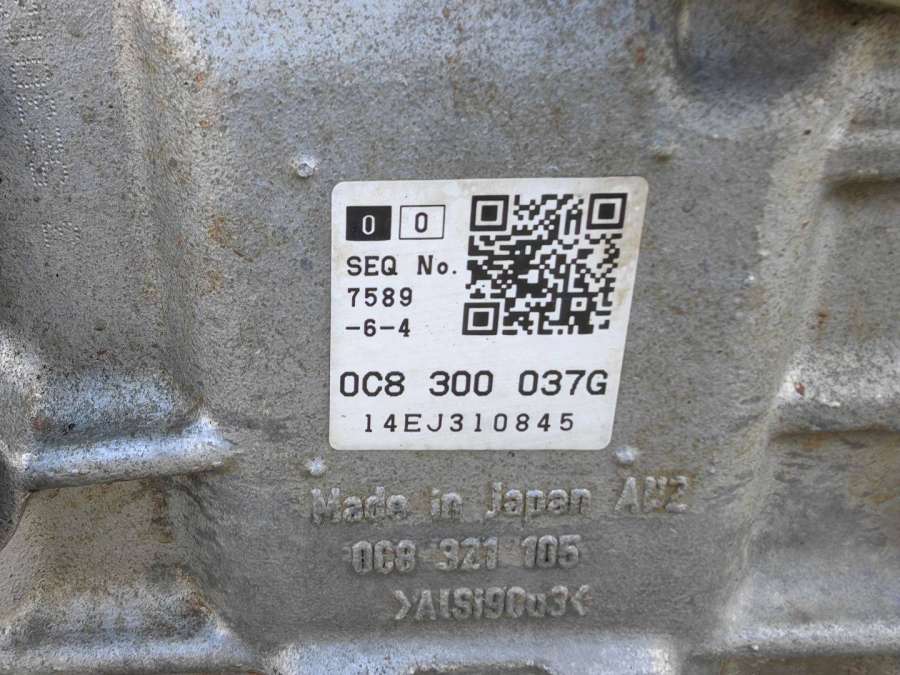 0 0
SEQ No.
7589
-6-4
0C8 300 037G
14EJ310845
Made in Japan
0C8 321 105
>AlSi9Cu3<